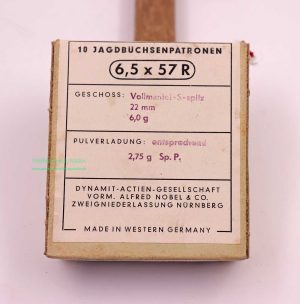 10 JAGDBÜCHSENPATRONEN
6,5 x 57 R
GESCHOSS: Vollmantel-S-spitz
22 mm
6,0 g
PULVERLADUNG: entsprechend
2,75 g Sp. P.
DYNAMIT-ACTIEN-GESELLSCHAFT
VORM. ALFRED NOBEL & CO.
ZWEIGNIEDERLASSUNG NÜRNBERG
MADE IN WESTERN GERMANY